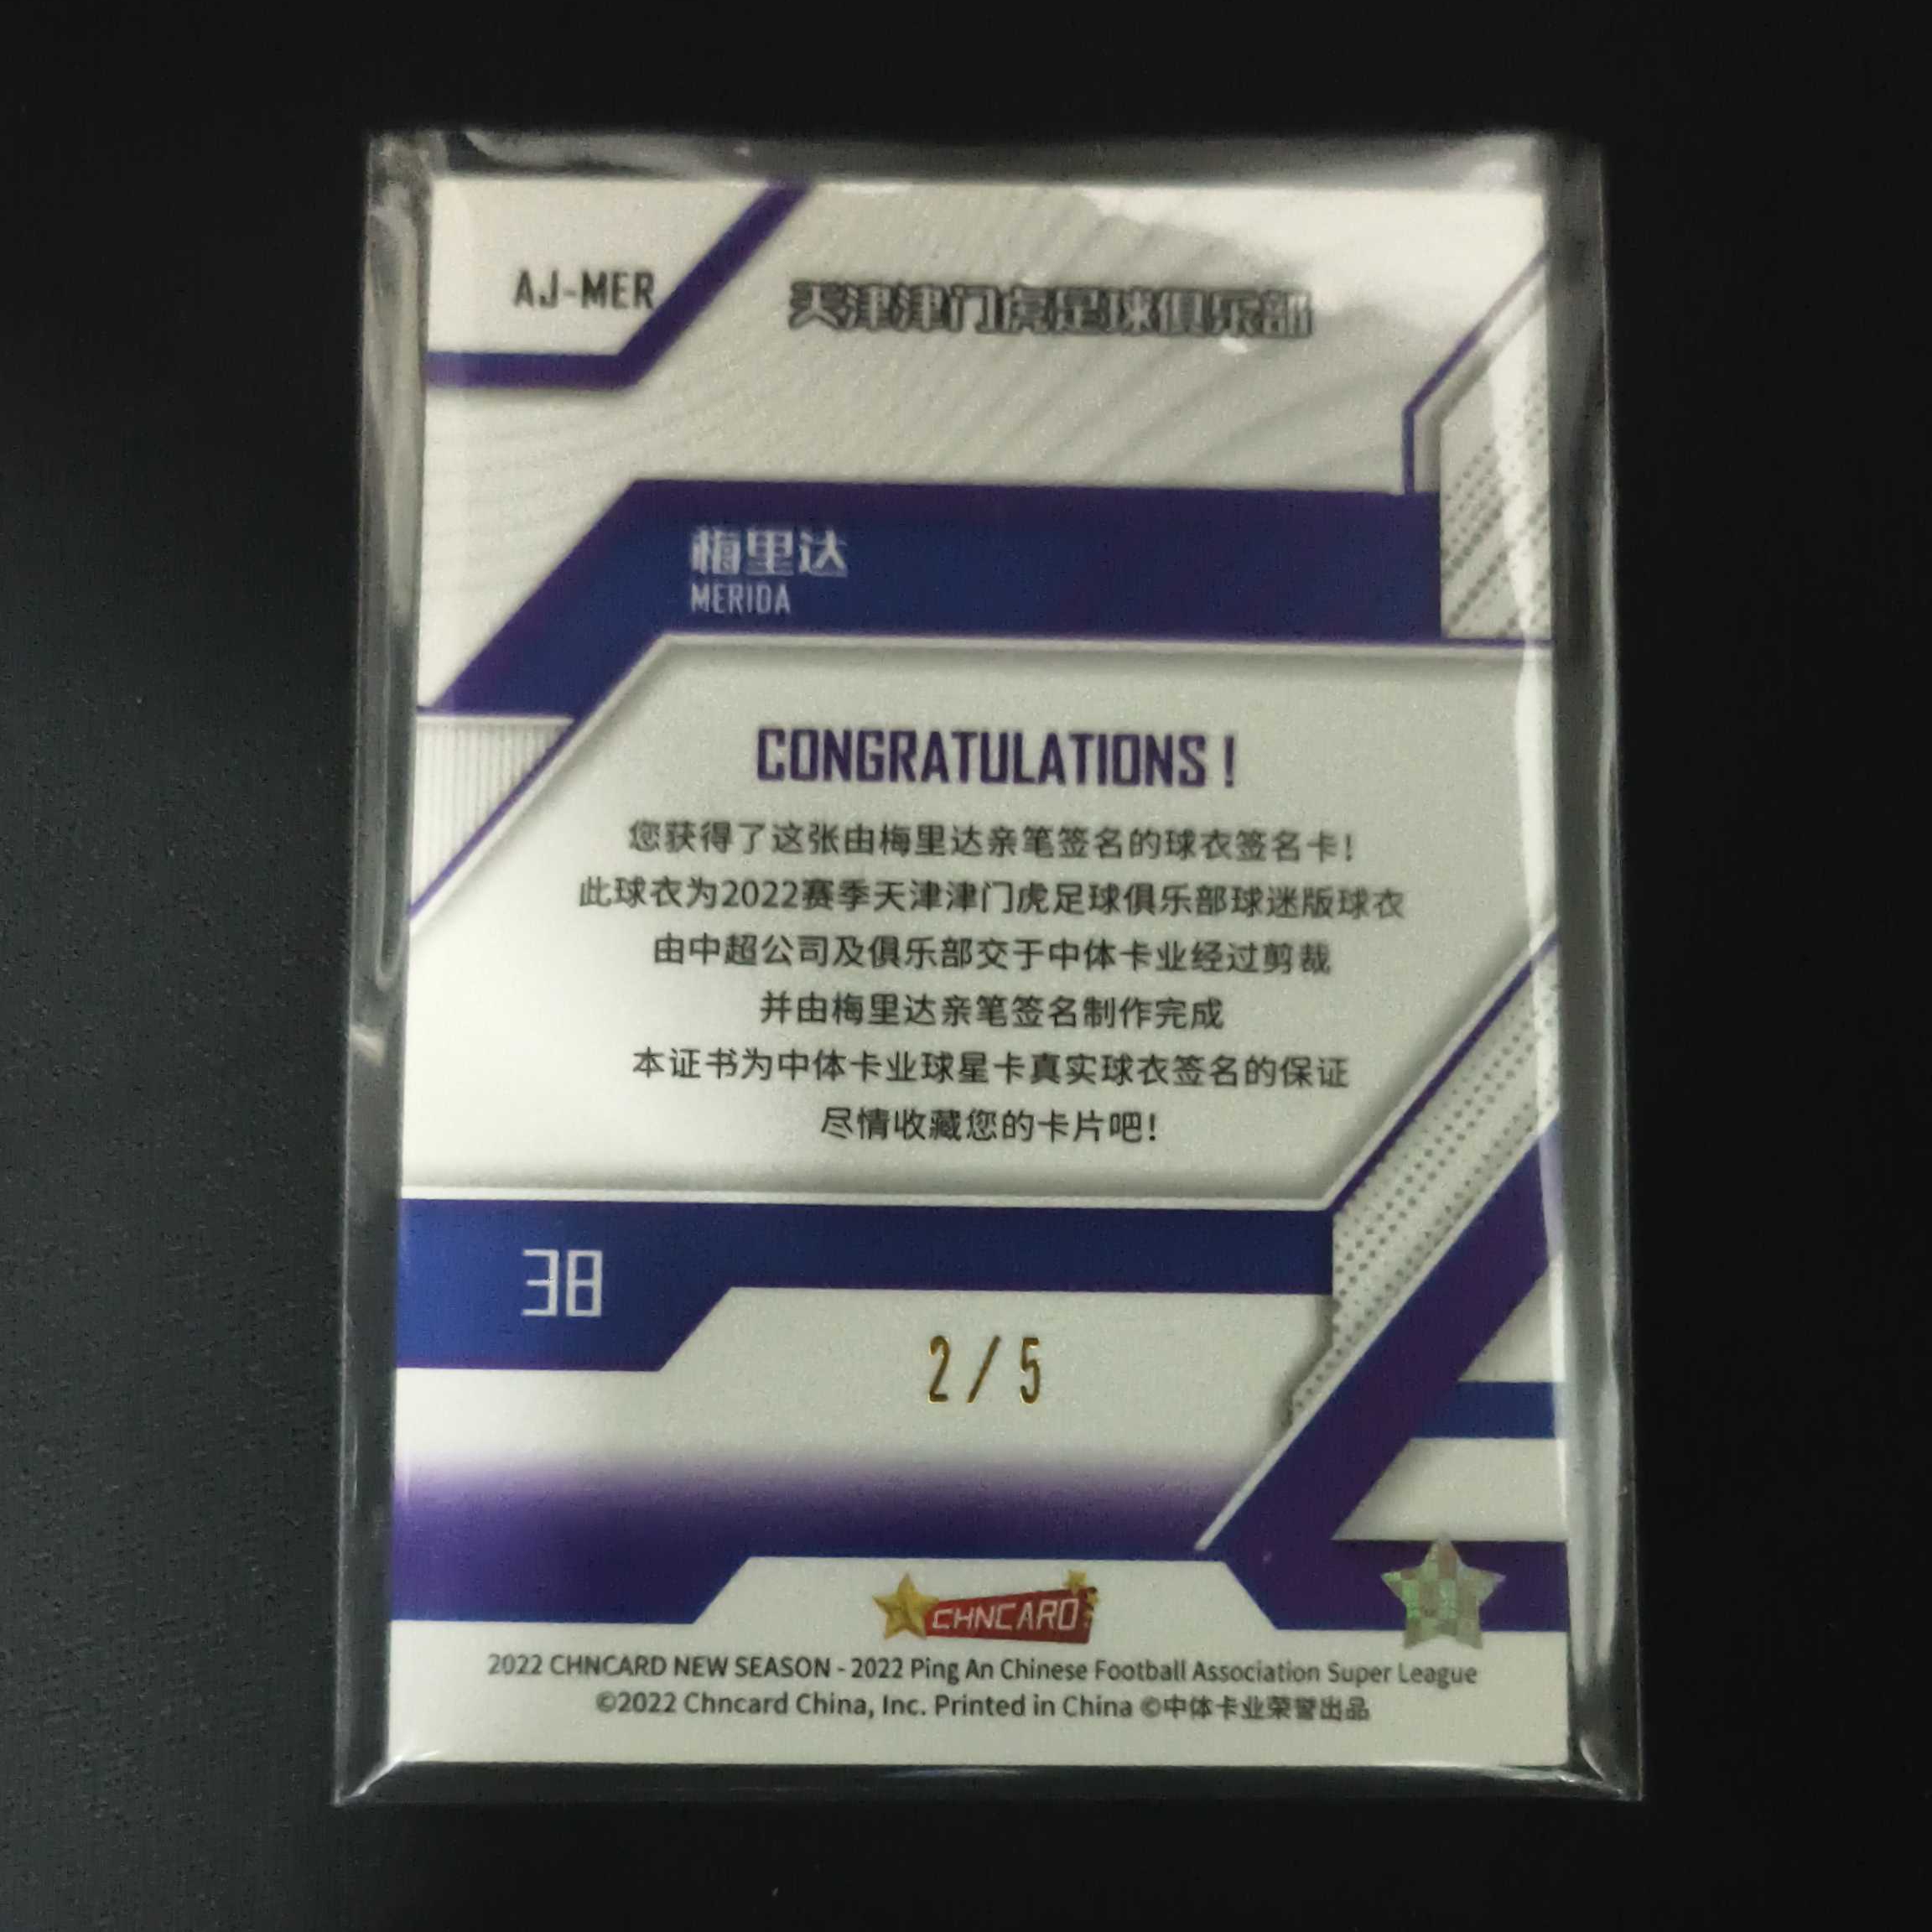 AJ-MER
天津津门虎足球俱乐部
梅里达
MERIDA
CONGRATULATIONS!
您获得了这张由梅里达亲笔签名的球衣签名卡!
此球衣为2022赛季天津津门虎足球俱乐部球迷版球衣
由中超公司及俱乐部交于中体卡业经过剪裁
并由梅里达亲笔签名制作完成
本证书为中体卡业球星卡真实球衣签名的保证
尽情收藏您的卡片吧!
38
2/5
CHNCARD
2022 CHNCARD NEW SEASON - 2022 Ping An Chinese Football Association Super League
©2022 Chncard China, Inc. Printed in China ©中体卡业荣誉出品